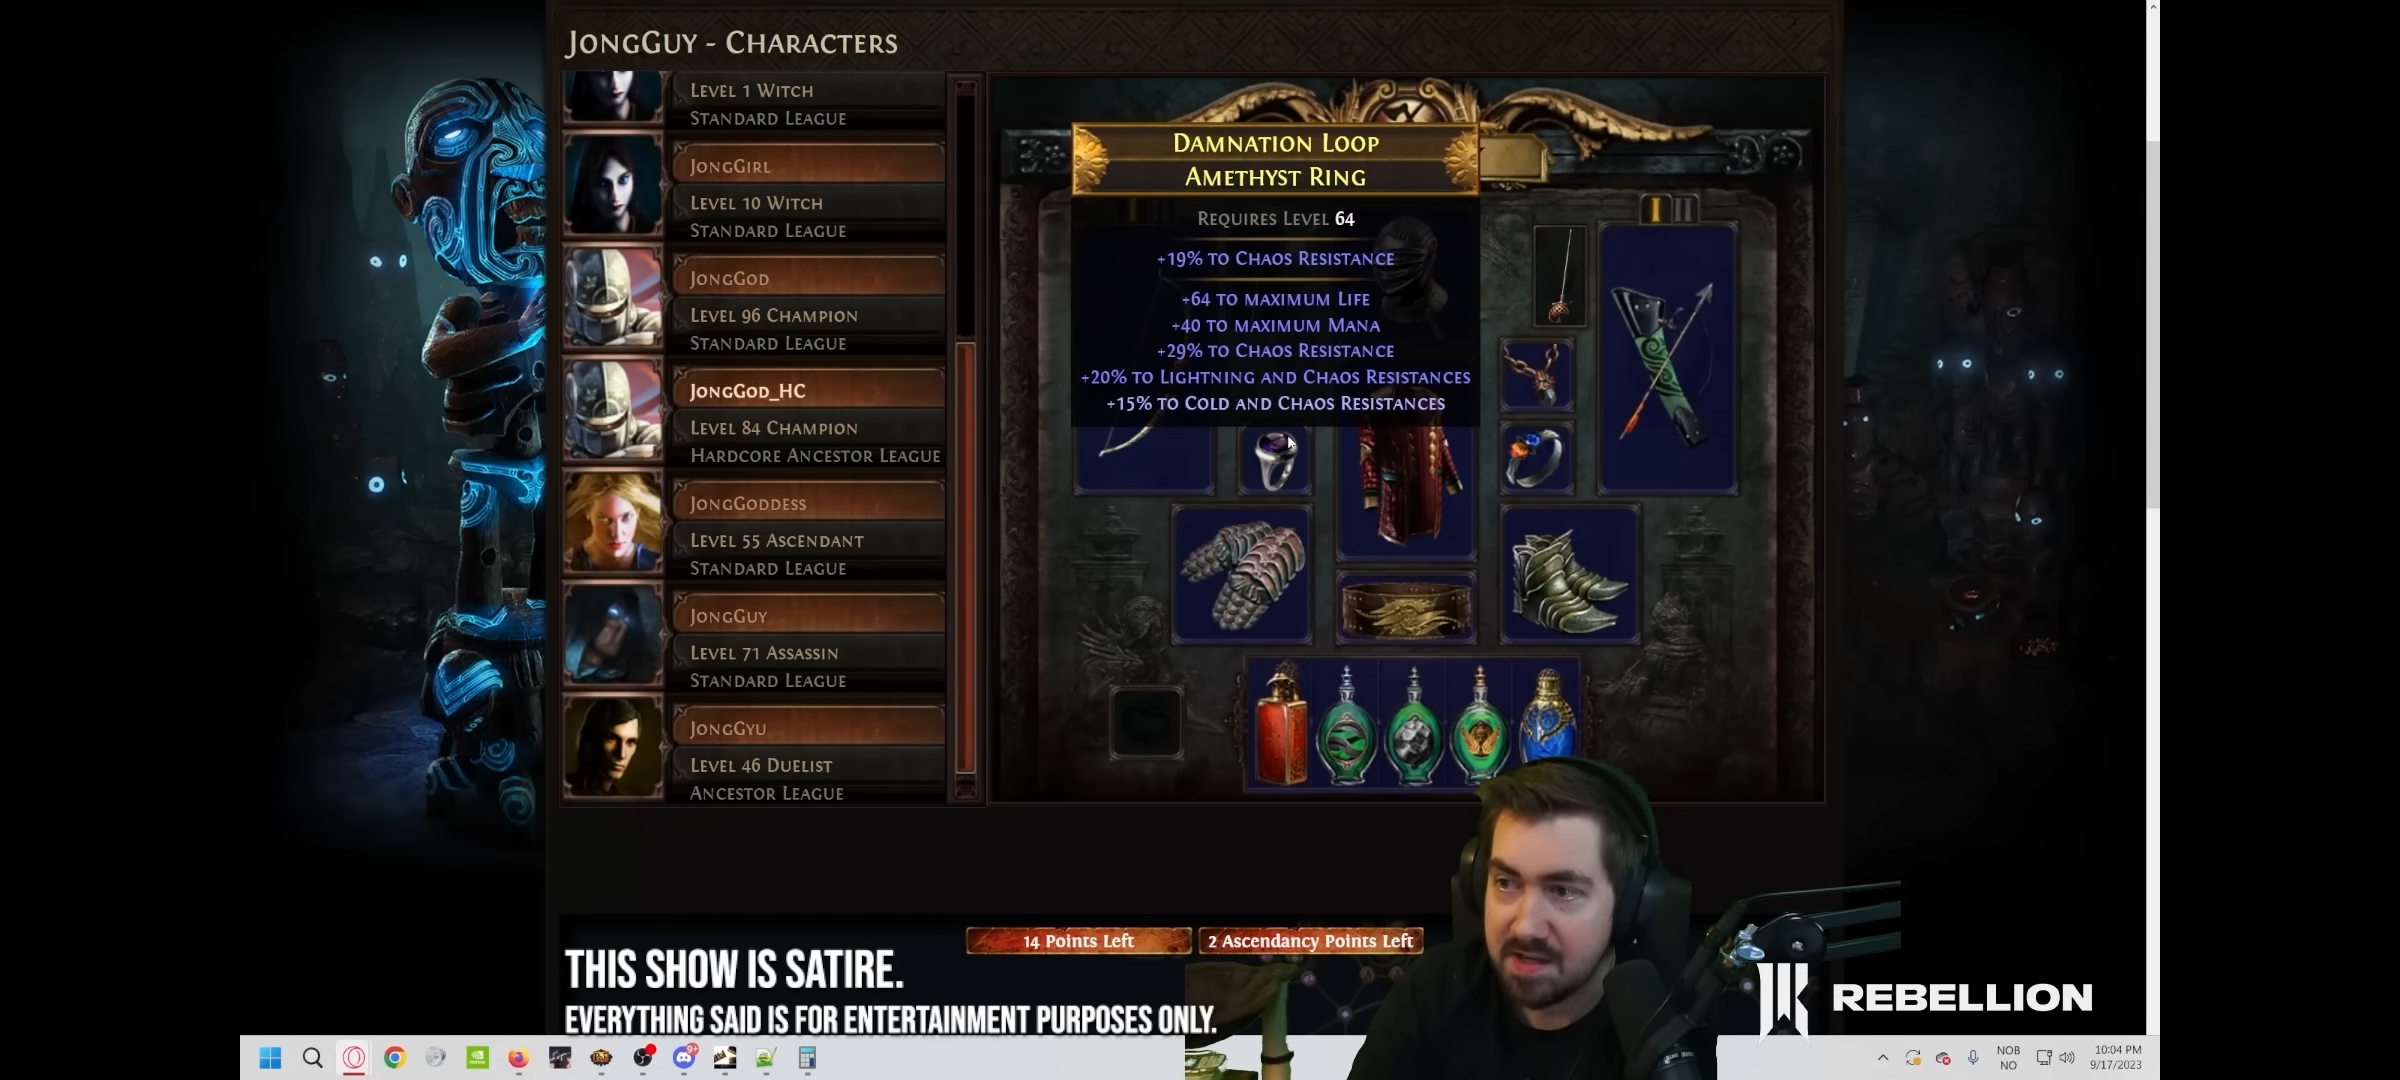 JongGuy - Characters
Level 1 Witch
Standard League
JongGirl
Level 10 Witch
Standard League
JongGod
Level 96 Champion
Standard League
JongGod_HC
Level 84 Champion
Hardcore Ancestor League
JongGoddess
Level 55 Ascendant
Standard League
JongGuy
Level 71 Assassin
Standard League
JongGyu
Level 46 Duelist
Ancestor League
Damnation Loop
Amethyst Ring
Requires Level 64
+19% to Chaos Resistance
+64 to maximum Life
+40 to maximum Mana
+29% to Chaos Resistance
+20% to Lightning and Chaos Resistances
+15% to Cold and Chaos Resistances
I II
14 Points Left
2 Ascendancy Points Left
THIS SHOW IS SATIRE.
EVERYTHING SAID IS FOR ENTERTAINMENT PURPOSES ONLY.
REBELLION
9+
NOB
NO
10:04 PM
9/17/2023